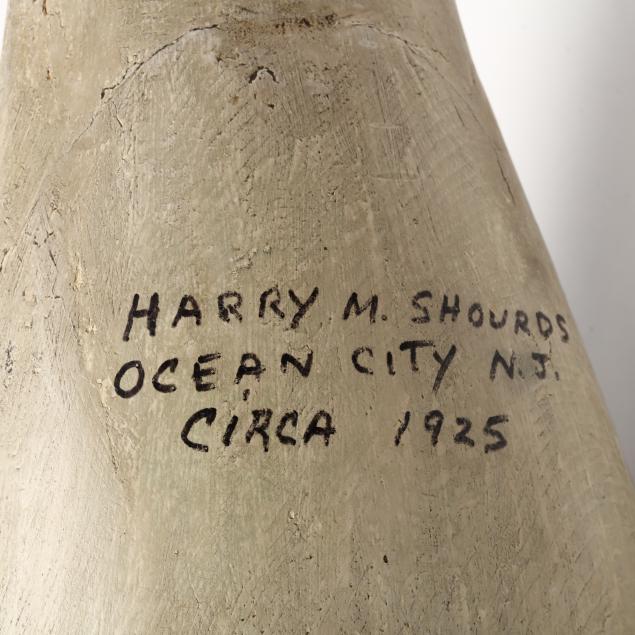 HARRY M. SHOURDS
OCEAN CITY N.J.
CIRCA 1925